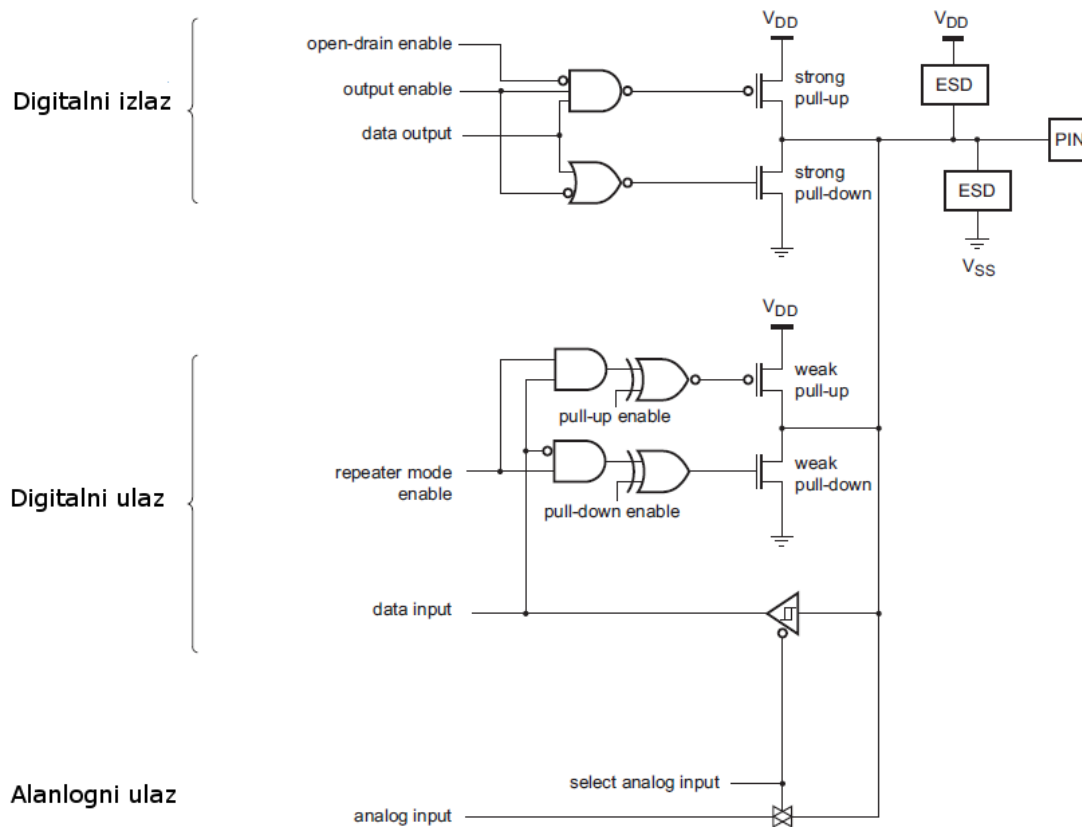 VDD
VDD
open-drain enable
Digitalni izlaz
output enable
strong
pull-up
ESD
data output
PIN
strong
pull-down
ESD
VSS
VDD
weak
pull-up
pull-up enable
Digitalni ulaz
repeater mode
enable
weak
pull-down
pull-down enable
data input
select analog input
Alanlogni ulaz
analog input